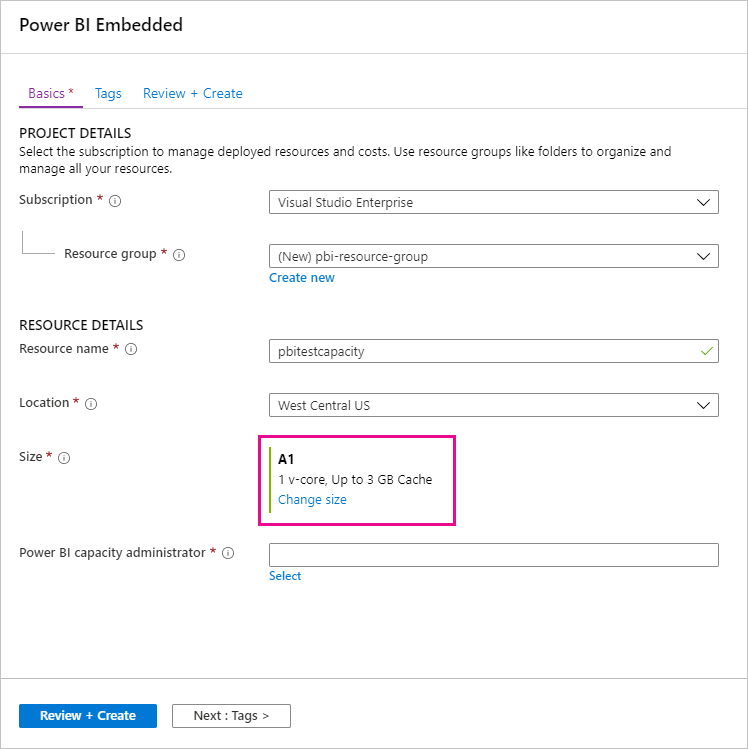 Power BI Embedded
Basics * Tags Review + Create
PROJECT DETAILS
Select the subscription to manage deployed resources and costs. Use resource groups like folders to organize and
manage all your resources.
Subscription * Visual Studio Enterprise
Resource group * (New) pbi-resource-group
Create new
RESOURCE DETAILS
Resource name * pbitestcapacity
Location * West Central US
Size * A1
1 v-core, Up to 3 GB Cache
Change size
Power BI capacity administrator *
Select
Review + Create Next : Tags >